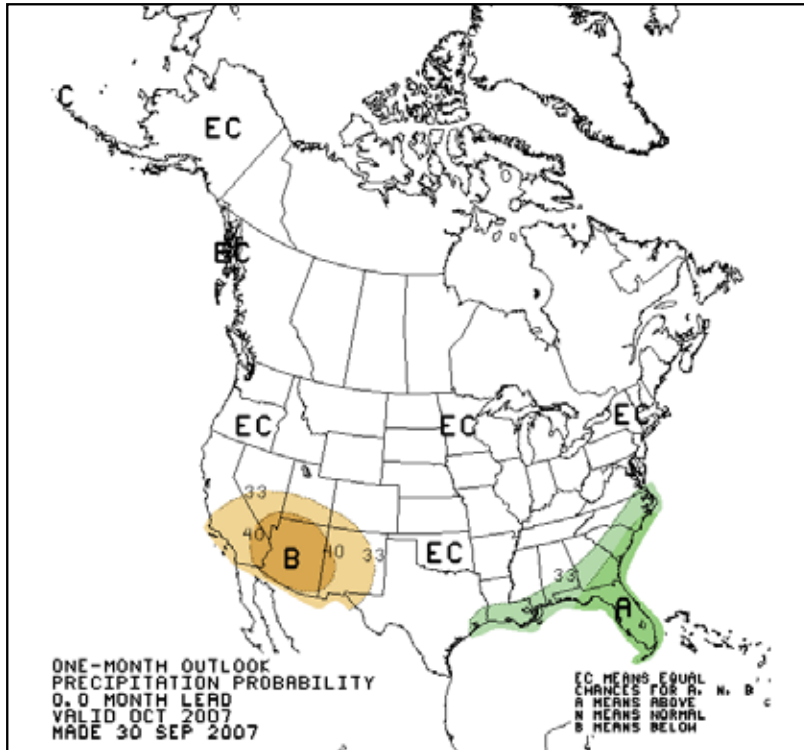 C
EC
EC
EC
EC
EC
33
40
B
40
33
EC
33
A
ONE-MONTH OUTLOOK
PRECIPITATION PROBABILITY
0.0 MONTH LEAD
VALID OCT 2007
MADE 30 SEP 2007
EC MEANS EQUAL
CHANCES FOR A, N, B
A MEANS ABOVE
N MEANS NORMAL
B MEANS BELOW
C